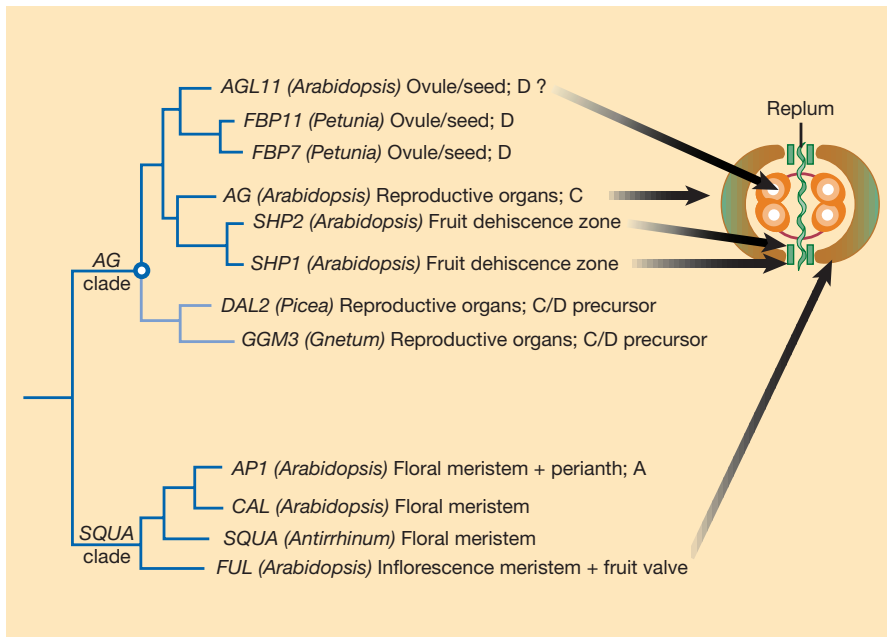 AGL11 (Arabidopsis) Ovule/seed; D ?
Replum
FBP11 (Petunia) Ovule/seed; D
FBP7 (Petunia) Ovule/seed; D
AG (Arabidopsis) Reproductive organs; C
SHP2 (Arabidopsis) Fruit dehiscence zone
AG
clade
SHP1 (Arabidopsis) Fruit dehiscence zone
DAL2 (Picea) Reproductive organs; C/D precursor
GGM3 (Gnetum) Reproductive organs; C/D precursor
AP1 (Arabidopsis) Floral meristem + perianth; A
CAL (Arabidopsis) Floral meristem
SQUA
clade
SQUA (Antirrhinum) Floral meristem
FUL (Arabidopsis) Inflorescence meristem + fruit valve